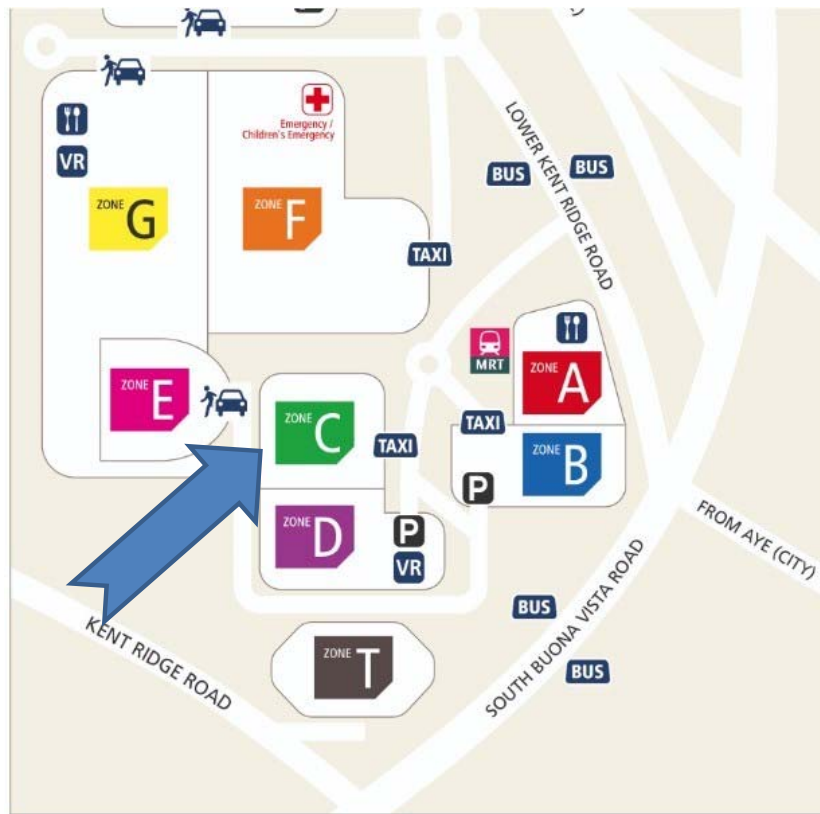 Emergency /
Children's Emergency
LOWER KENT RIDGE ROAD
VR
BUS
BUS
ZONE G
ZONE F
TAXI
MRT
ZONE A
ZONE E
ZONE C
TAXI
TAXI
ZONE B
P
ZONE D
P
VR
FROM AYE (CITY)
BUS
SOUTH BUONA VISTA ROAD
KENT RIDGE ROAD
ZONE T
BUS